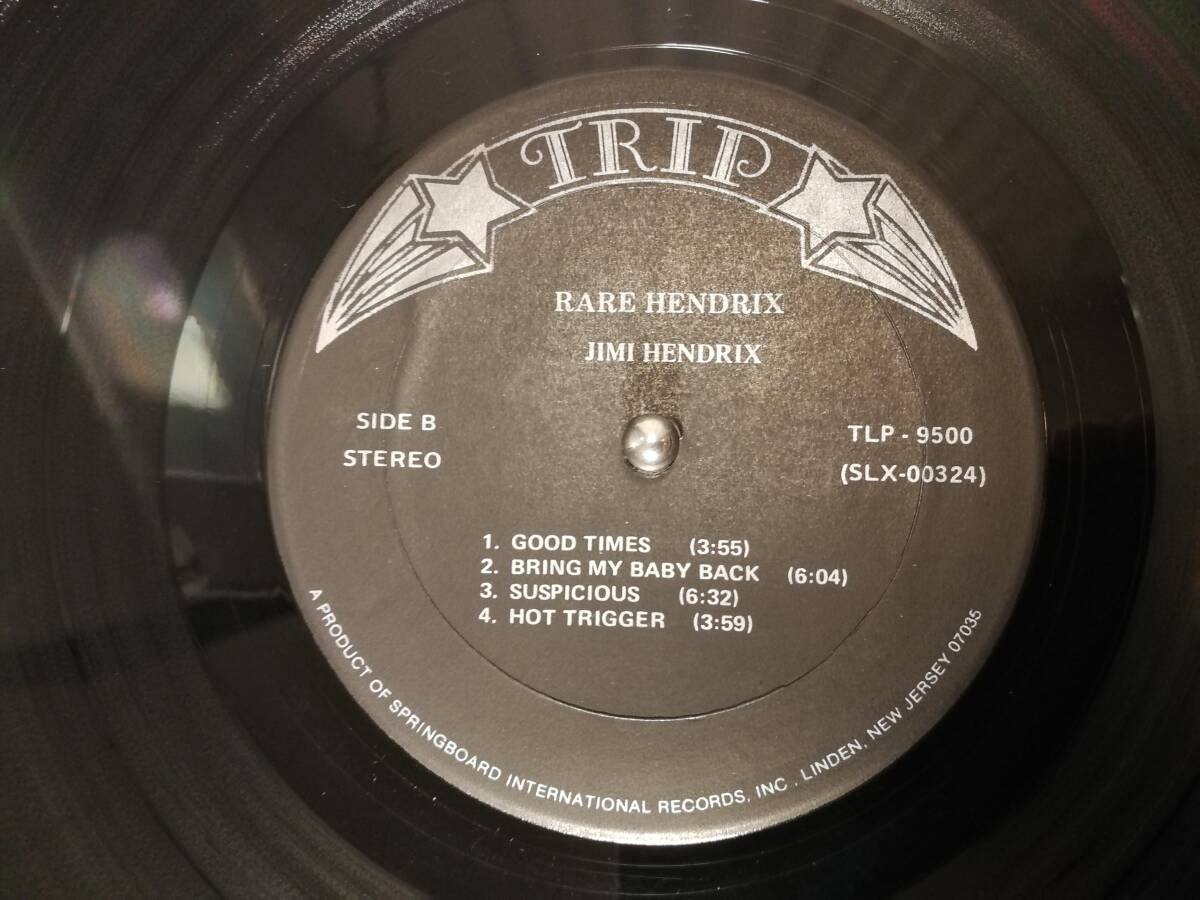 TRIP
RARE HENDRIX
JIMI HENDRIX
SIDE B
STEREO
TLP - 9500
(SLX-00324)
1. GOOD TIMES (3:55)
2. BRING MY BABY BACK (6:04)
3. SUSPICIOUS (6:32)
4. HOT TRIGGER (3:59)
A PRODUCT OF SPRINGBOARD INTERNATIONAL RECORDS, INC., LINDEN, NEW JERSEY 07035